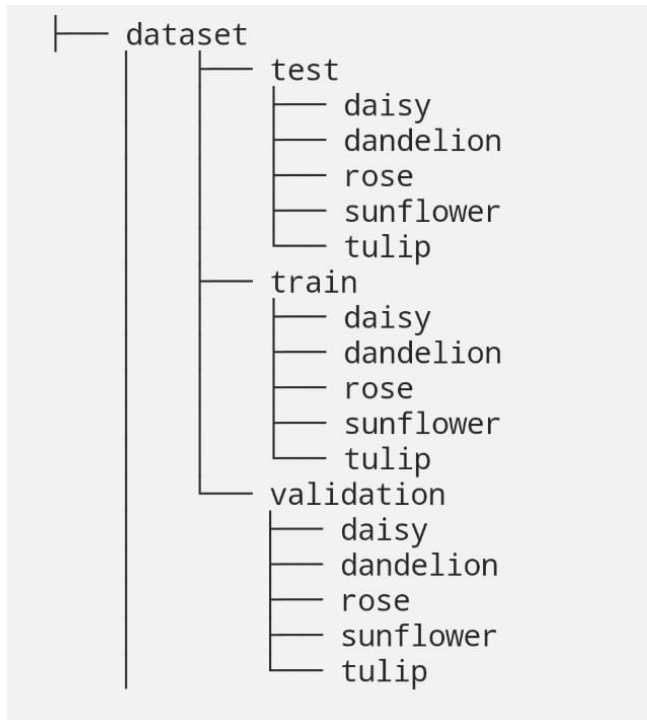 dataset
test
daisy
dandelion
rose
sunflower
tulip
train
daisy
dandelion
rose
sunflower
tulip
validation
daisy
dandelion
rose
sunflower
tulip